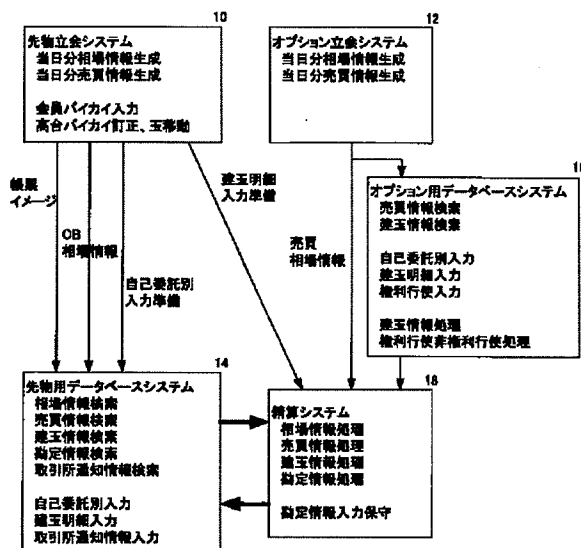 10
先物立会システム
当日分相場情報生成
当日分売買情報生成
会員バイカイ入力
高台バイカイ訂正、玉移動
12
オプション立会システム
当日分相場情報生成
当日分売買情報生成
帳票
イメージ
OB
相場情報
自己委託別
入力準備
建玉明細
入力準備
売買
相場情報
オプション用データベースシステム
売買情報検索
建玉情報検索
自己委託別入力
建玉明細入力
権利行使入力
建玉情報処理
権利行使非権利行使処理
14
先物用データベースシステム
相場情報検索
売買情報検索
建玉情報検索
勘定情報検索
取引所通知情報検索
自己委託別入力
建玉明細入力
取引所通知情報入力
18
精算システム
相場情報処理
売買情報処理
建玉情報処理
勘定情報処理
勘定情報入力保守